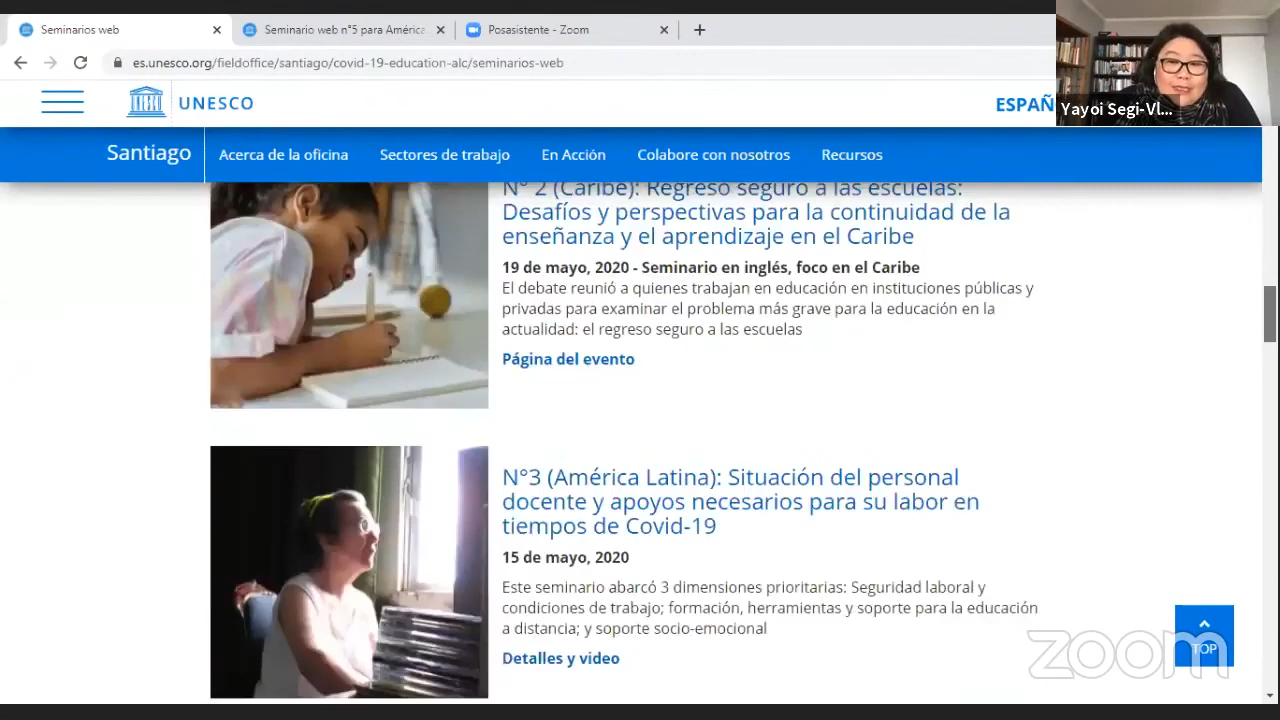 Seminarios web
Seminario web n°5 para América
Posasistente - Zoom
es.unesco.org/fieldoffice/santiago/covid-19-education-alc/seminarios-web
UNESCO
ESPAÑ
Yayoi Segi-Vl...
Santiago
Acerca de la oficina
Sectores de trabajo
En Acción
Colabore con nosotros
Recursos
N° 2 (Caribe): Regreso seguro a las escuelas:
Desafíos y perspectivas para la continuidad de la
enseñanza y el aprendizaje en el Caribe
19 de mayo, 2020 - Seminario en inglés, foco en el Caribe
El debate reunió a quienes trabajan en educación en instituciones públicas y
privadas para examinar el problema más grave para la educación en la
actualidad: el regreso seguro a las escuelas
Página del evento
N°3 (América Latina): Situación del personal
docente y apoyos necesarios para su labor en
tiempos de Covid-19
15 de mayo, 2020
Este seminario abarcó 3 dimensiones prioritarias: Seguridad laboral y
condiciones de trabajo; formación, herramientas y soporte para la educación
a distancia; y soporte socio-emocional
Detalles y video
TOP
zoom